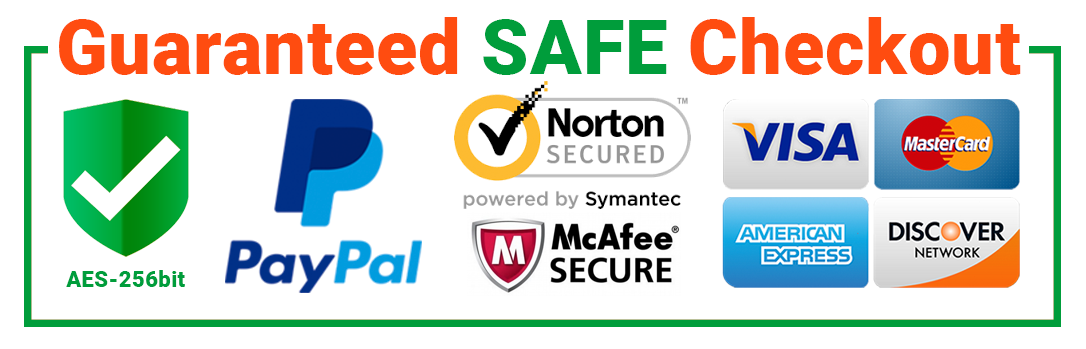 Guaranteed SAFE Checkout
AES-256bit
PayPal
Norton
SECURED
TM
powered by Symantec
M
McAfee®
SECURE
VISA
MasterCard
AMERICAN
EXPRESS
DISCOVER
NETWORK